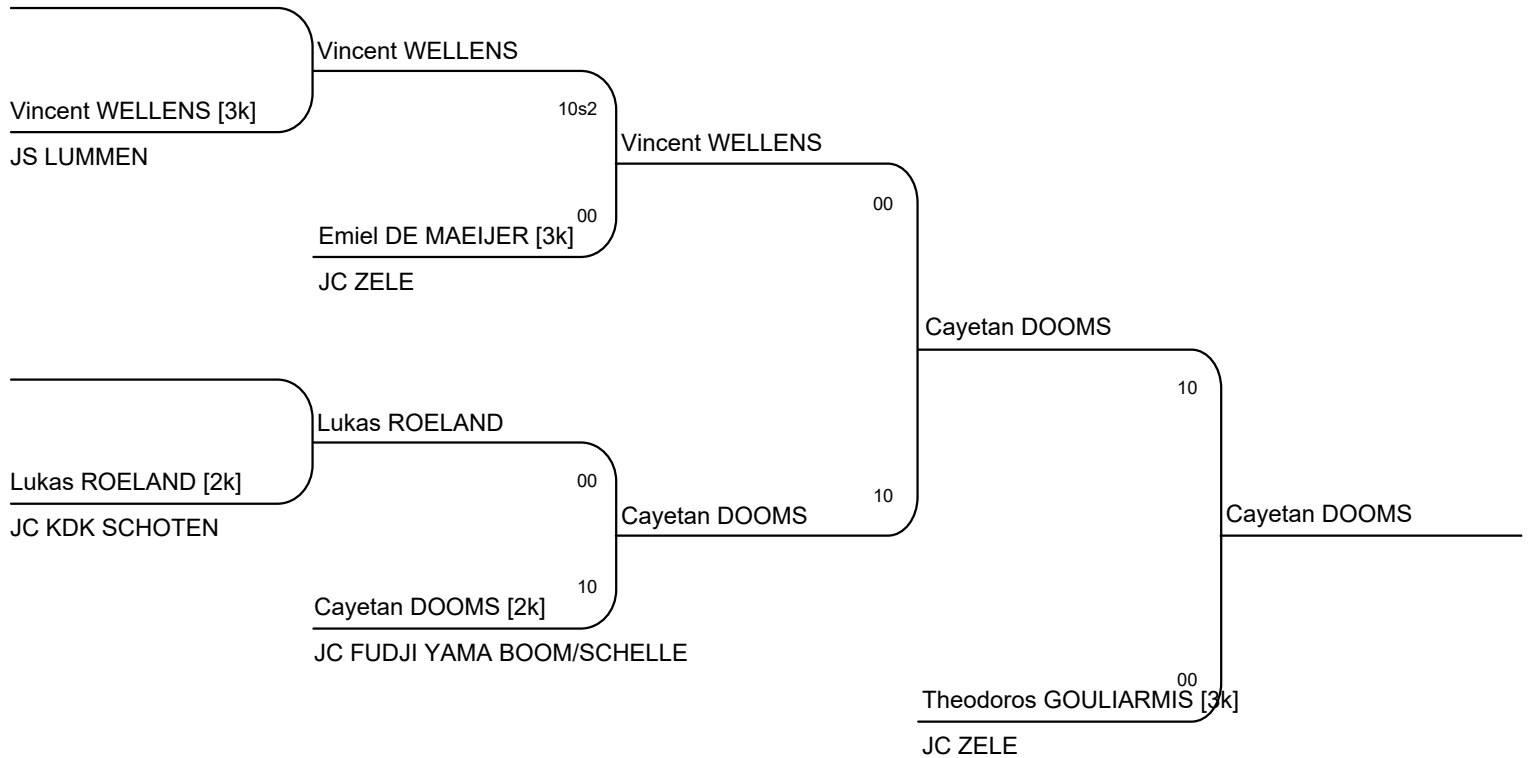 Vincent WELLENS
Vincent WELLENS [3k]
10s2
JS LUMMEN
Vincent WELLENS
00
00
Emiel DE MAEIJER [3k]
JC ZELE
Cayetan DOOMS
10
Lukas ROELAND
Lukas ROELAND [2k]
00
10
JC KDK SCHOTEN
Cayetan DOOMS
Cayetan DOOMS
10
Cayetan DOOMS [2k]
JC FUDJI YAMA BOOM/SCHELLE
00
Theodoros GOULIARMIS [3k]
JC ZELE